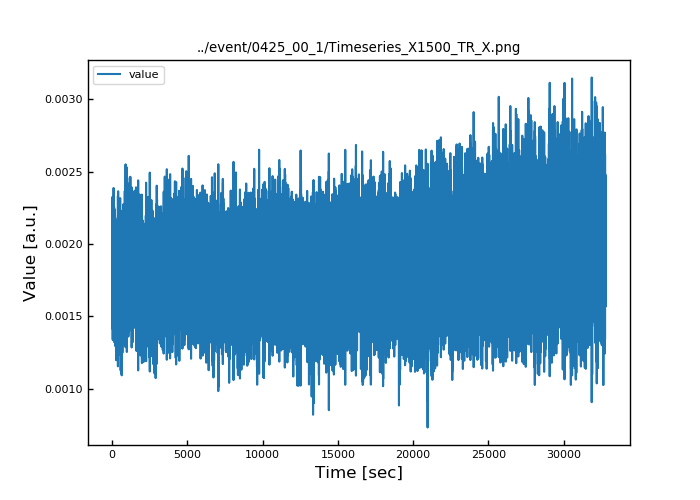 ../event/0425_00_1/Timeseries_X1500_TR_X.png
value
0.0030
0.0025
0.0020
0.0015
0.0010
Value [a.u.]
0 5000 10000 15000 20000 25000 30000
Time [sec]